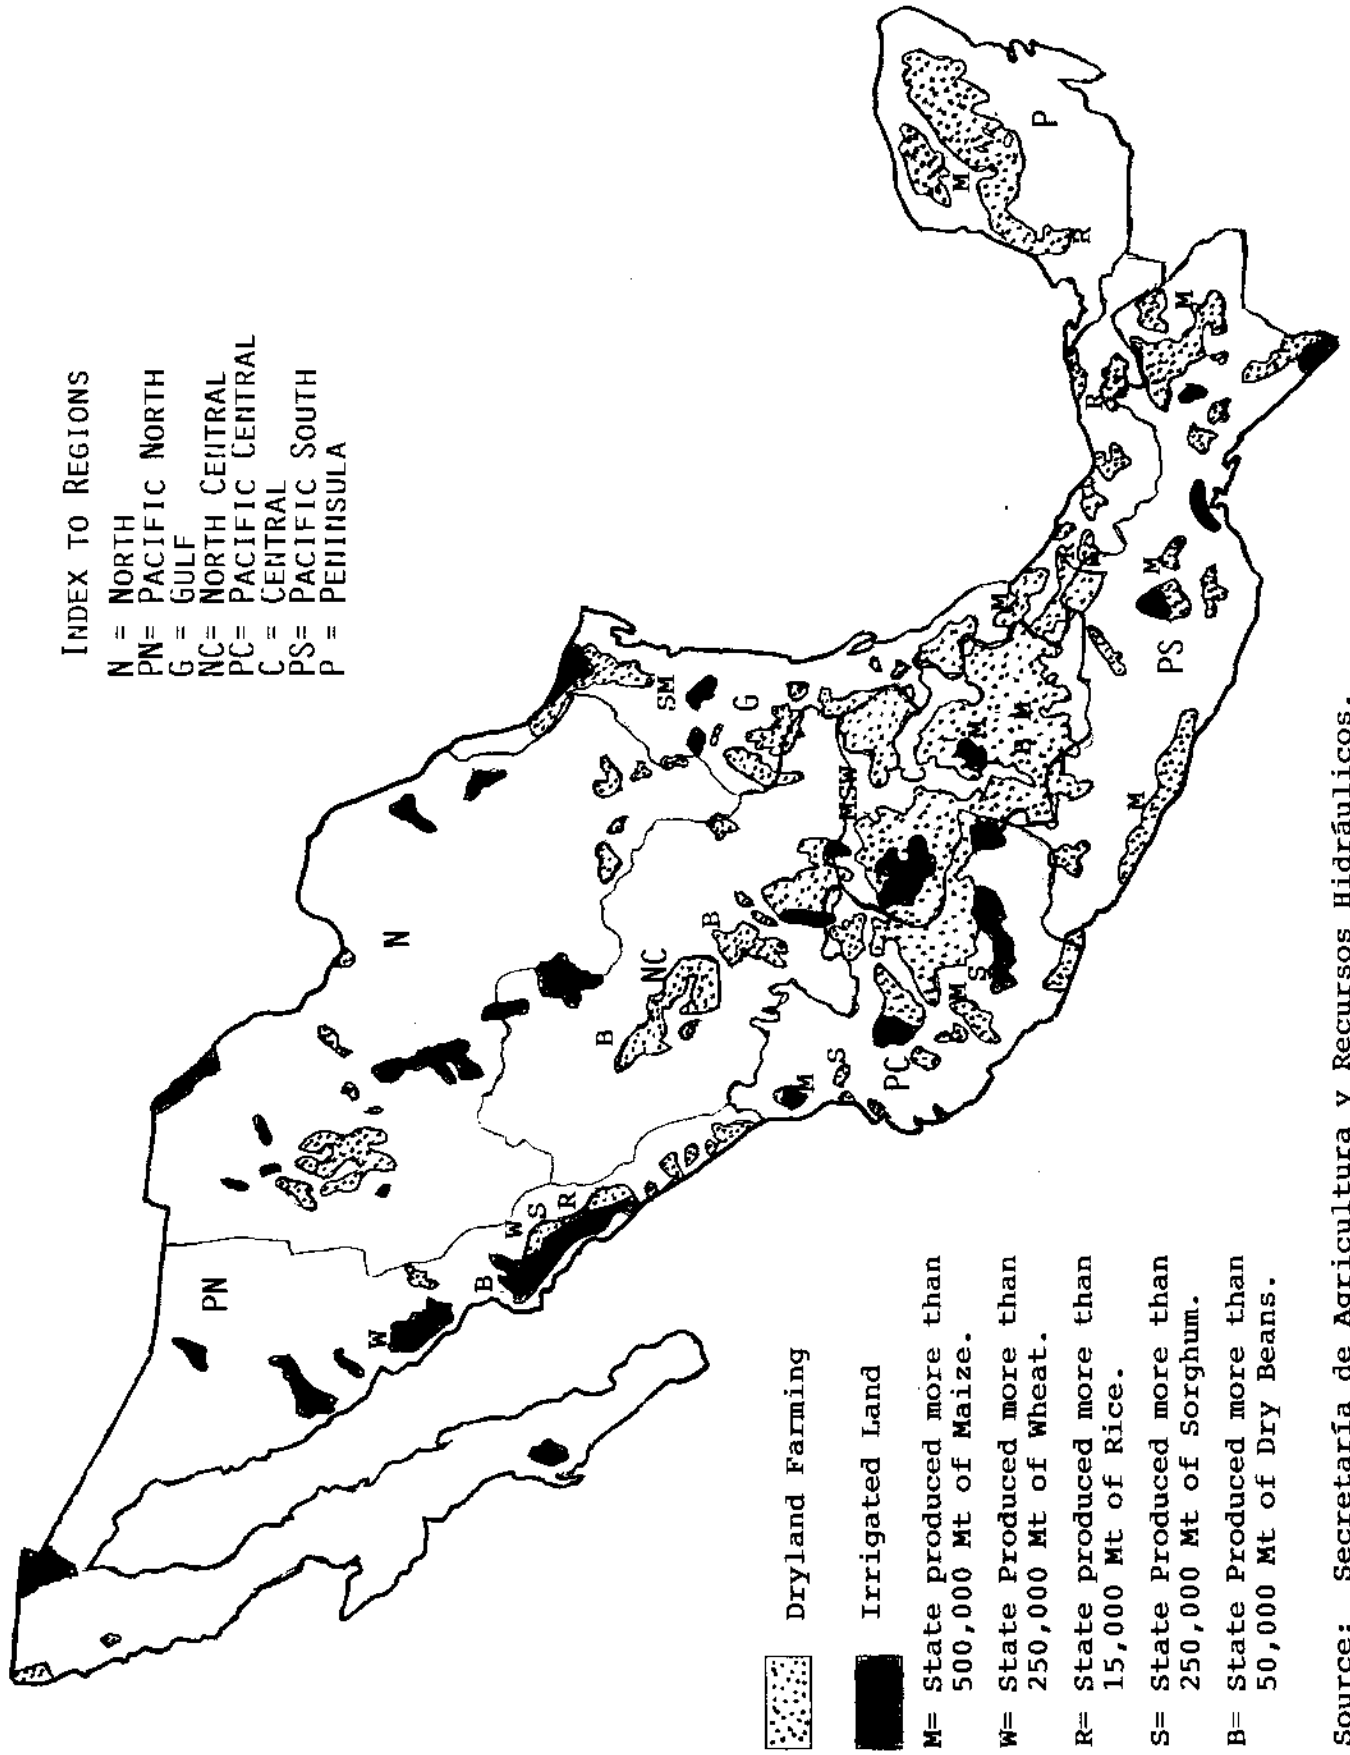 INDEX TO REGIONS
N = NORTH
PN= PACIFIC NORTH
G = GULF
NC= NORTH CENTRAL
PC= PACIFIC CENTRAL
C = CENTRAL
PS= PACIFIC SOUTH
P = PENINSULA
PN
W
N
B
W
S
R
B
NC
SM
B
G
M
S
MSW
PC
C
M
M
S
M
M
B
M
P
R
R
M
R
M
M
PS
M
Dryland Farming
Irrigated Land
M= State produced more than
500,000 Mt of Maize.
W= State Produced more than
250,000 Mt of Wheat.
R= State produced more than
15,000 Mt of Rice.
S= State Produced more than
250,000 Mt of Sorghum.
B= State Produced more than
50,000 Mt of Dry Beans.
Source: Secretaría de Agricultura y Recursos Hidráulicos.